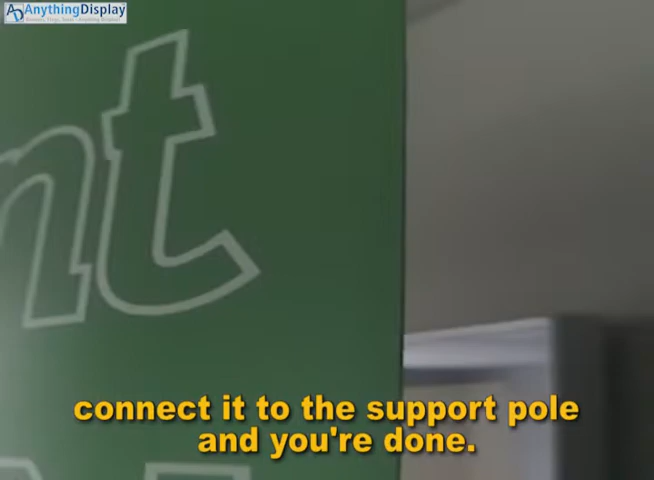 AnythingDisplay
nt
connect it to the support pole
and you're done.